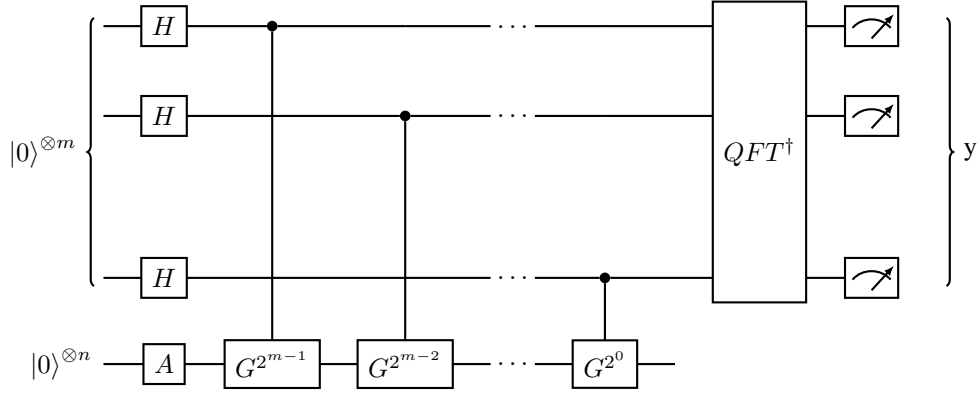 H ···
H ···
|0⟩^{⊗m} QFT† y
H ···
|0⟩^{⊗n} A G^{2^{m−1}} G^{2^{m−2}} ··· G^{2^0}